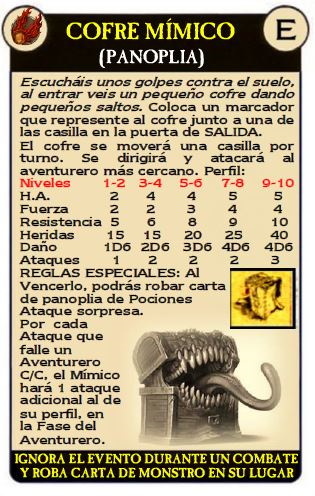 COFRE MÍMICO
E
(PANOPLIA)
Escucháis unos golpes contra el suelo,
al entrar veis un pequeño cofre dando
pequeños saltos. Coloca un marcador
que represente al cofre junto a una de
las casilla en la puerta de SALIDA.
El cofre se moverá una casilla por
turno. Se dirigirá y atacará al
aventurero más cercano. Perfil:
Niveles 1-2 3-4 5-6 7-8 9-10
H.A. 2 4 4 5 5
Fuerza 2 2 3 4 4
Resistencia 5 6 8 9 10
Heridas 15 15 20 25 40
Daño 1D6 2D6 3D6 4D6 4D6
Ataques 1 2 2 2 3
REGLAS ESPECIALES: Al
Vencerlo, podrás robar carta
de panoplia de Pociones
Ataque sorpresa.
Por cada
Ataque que
falle un
Aventurero
C/C, el Mímico
hará 1 ataque
adicional al de
su perfil, en
la Fase del
Aventurero.
IGNORA EL EVENTO DURANTE UN COMBATE
Y ROBA CARTA DE MONSTRO EN SU LUGAR